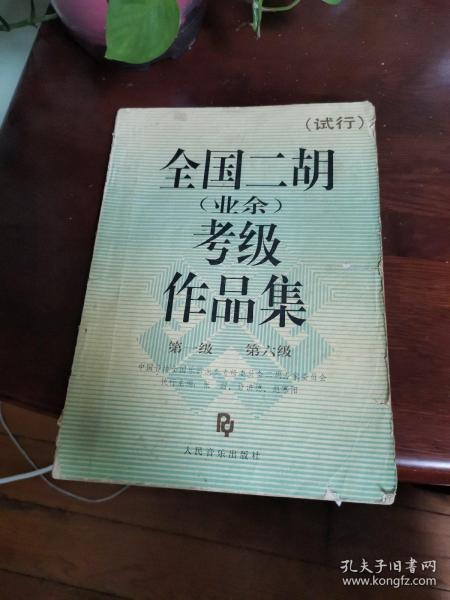 （试行）
全国二胡
（业余）
考级
作品集
第一级 第六级
人民音乐出版社
孔夫子旧书网
www.kongfz.com